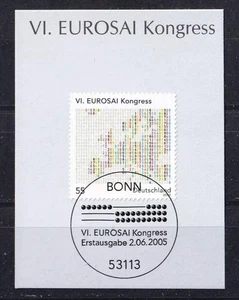 VI. EUROSAI Kongress
VI. EUROSAI Kongress
55
Deutschland
BONN
VI. EUROSAI Kongress
Erstausgabe 2.06.2005
53113